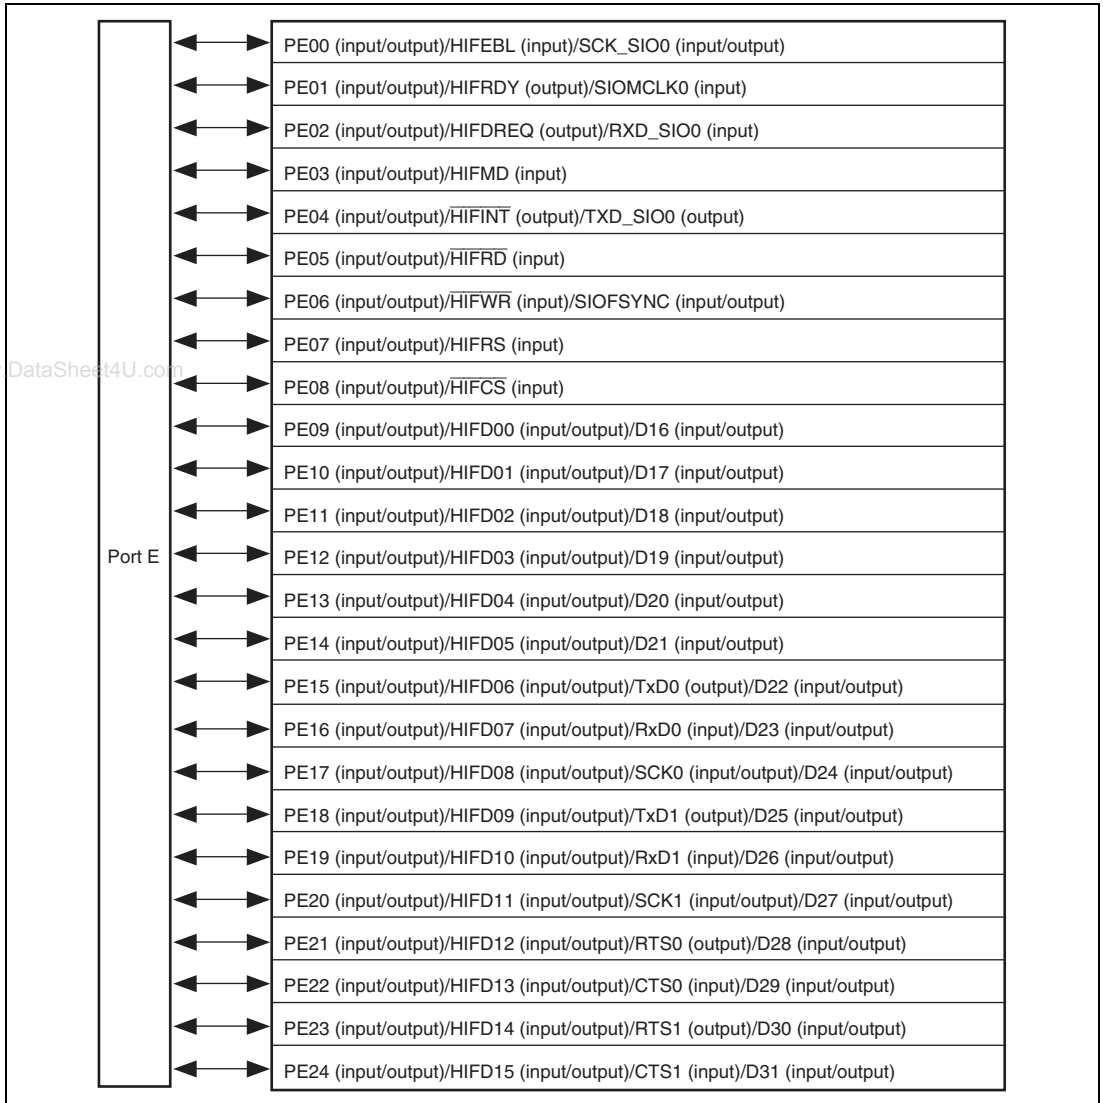 PE00 (input/output)/HIFEBL (input)/SCK_SIO0 (input/output)
PE01 (input/output)/HIFRDY (output)/SIOMCLK0 (input)
PE02 (input/output)/HIFDREQ (output)/RXD_SIO0 (input)
PE03 (input/output)/HIFMD (input)
PE04 (input/output)/H̅I̅F̅I̅N̅T̅ (output)/TXD_SIO0 (output)
PE05 (input/output)/H̅I̅F̅R̅D̅ (input)
PE06 (input/output)/H̅I̅F̅W̅R̅ (input)/SIOFSYNC (input/output)
PE07 (input/output)/HIFRS (input)
.DataSheet4U.com
PE08 (input/output)/H̅I̅F̅C̅S̅ (input)
PE09 (input/output)/HIFD00 (input/output)/D16 (input/output)
PE10 (input/output)/HIFD01 (input/output)/D17 (input/output)
PE11 (input/output)/HIFD02 (input/output)/D18 (input/output)
Port E
PE12 (input/output)/HIFD03 (input/output)/D19 (input/output)
PE13 (input/output)/HIFD04 (input/output)/D20 (input/output)
PE14 (input/output)/HIFD05 (input/output)/D21 (input/output)
PE15 (input/output)/HIFD06 (input/output)/TxD0 (output)/D22 (input/output)
PE16 (input/output)/HIFD07 (input/output)/RxD0 (input)/D23 (input/output)
PE17 (input/output)/HIFD08 (input/output)/SCK0 (input/output)/D24 (input/output)
PE18 (input/output)/HIFD09 (input/output)/TxD1 (output)/D25 (input/output)
PE19 (input/output)/HIFD10 (input/output)/RxD1 (input)/D26 (input/output)
PE20 (input/output)/HIFD11 (input/output)/SCK1 (input/output)/D27 (input/output)
PE21 (input/output)/HIFD12 (input/output)/RTS0 (output)/D28 (input/output)
PE22 (input/output)/HIFD13 (input/output)/CTS0 (input)/D29 (input/output)
PE23 (input/output)/HIFD14 (input/output)/RTS1 (output)/D30 (input/output)
PE24 (input/output)/HIFD15 (input/output)/CTS1 (input)/D31 (input/output)